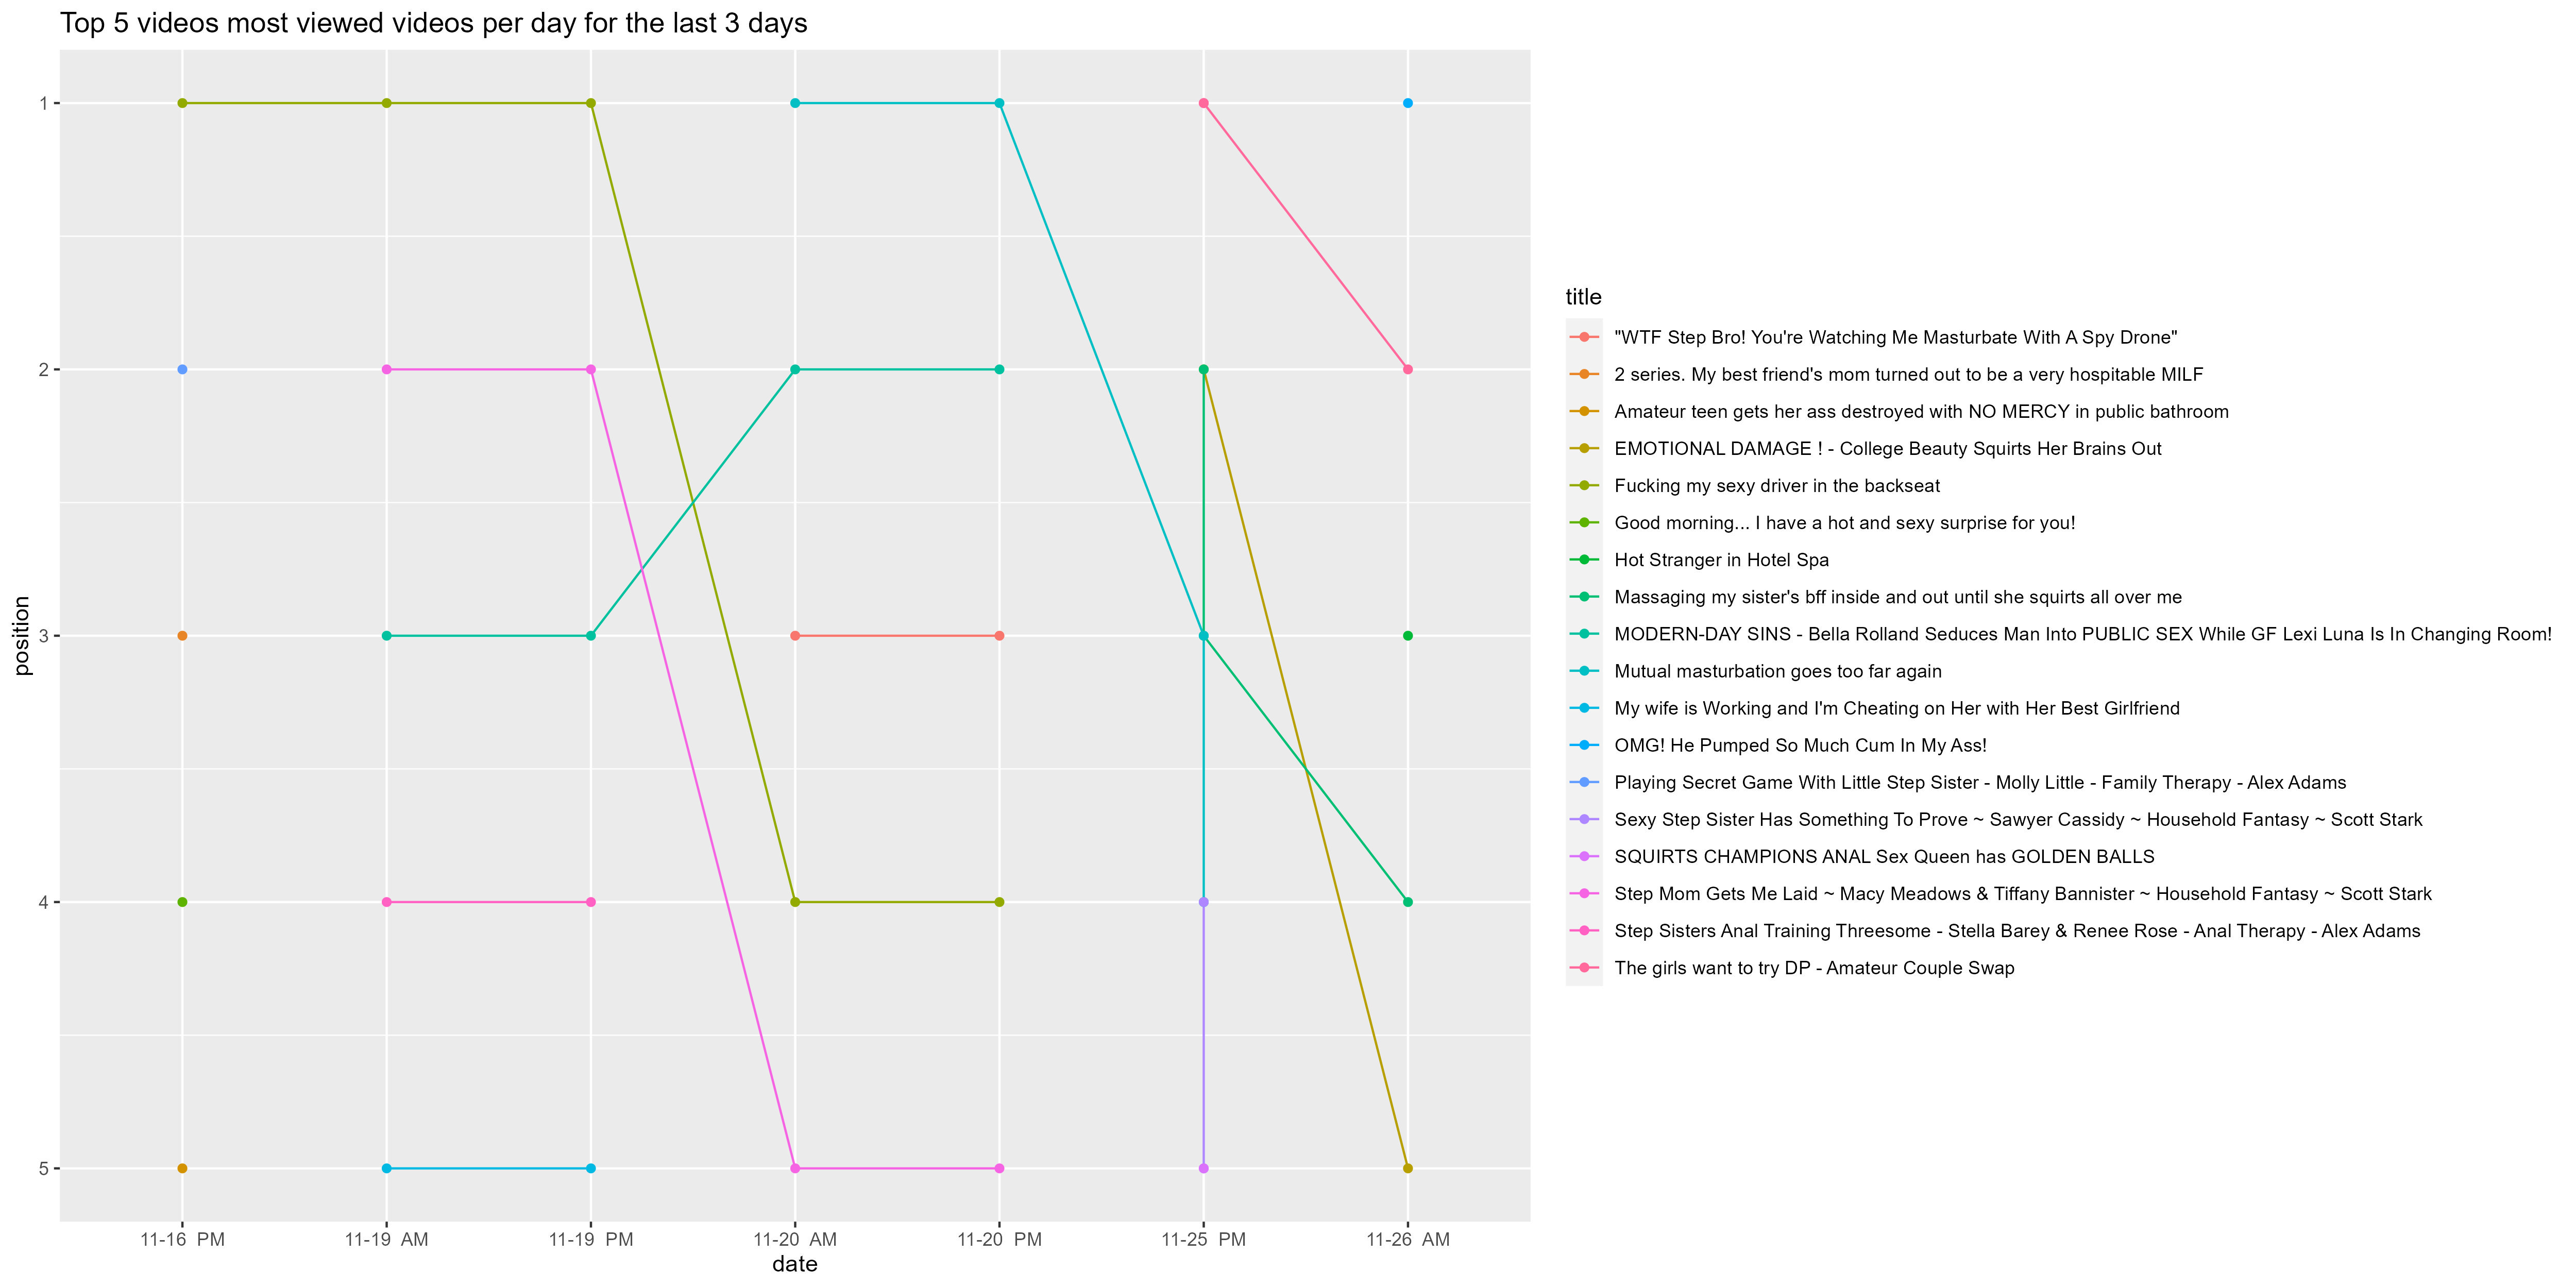 Top 5 videos most viewed videos per day for the last 3 days
position
1
2
3
4
5
11-16 PM
11-19 AM
11-19 PM
11-20 AM
11-20 PM
11-25 PM
11-26 AM
date
title
"WTF Step Bro! You're Watching Me Masturbate With A Spy Drone"
2 series. My best friend's mom turned out to be a very hospitable MILF
Amateur teen gets her ass destroyed with NO MERCY in public bathroom
EMOTIONAL DAMAGE ! - College Beauty Squirts Her Brains Out
Fucking my sexy driver in the backseat
Good morning... I have a hot and sexy surprise for you!
Hot Stranger in Hotel Spa
Massaging my sister's bff inside and out until she squirts all over me
MODERN-DAY SINS - Bella Rolland Seduces Man Into PUBLIC SEX While GF Lexi Luna Is In Changing Room!
Mutual masturbation goes too far again
My wife is Working and I'm Cheating on Her with Her Best Girlfriend
OMG! He Pumped So Much Cum In My Ass!
Playing Secret Game With Little Step Sister - Molly Little - Family Therapy - Alex Adams
Sexy Step Sister Has Something To Prove ~ Sawyer Cassidy ~ Household Fantasy ~ Scott Stark
SQUIRTS CHAMPIONS ANAL Sex Queen has GOLDEN BALLS
Step Mom Gets Me Laid ~ Macy Meadows & Tiffany Bannister ~ Household Fantasy ~ Scott Stark
Step Sisters Anal Training Threesome - Stella Barey & Renee Rose - Anal Therapy - Alex Adams
The girls want to try DP - Amateur Couple Swap